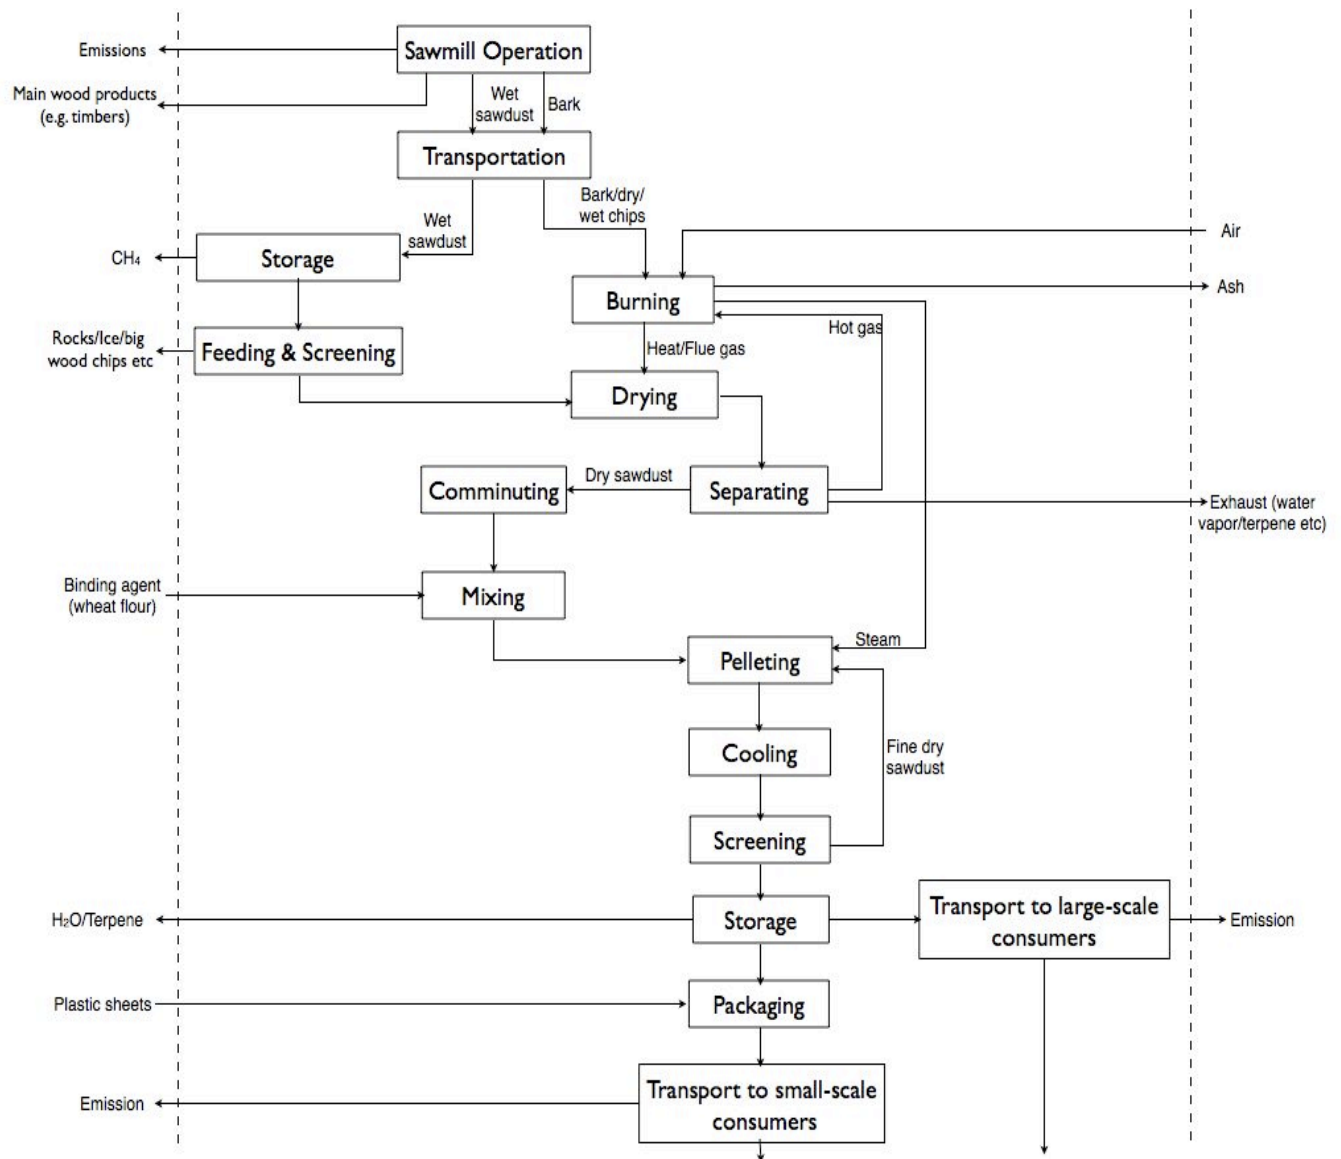 Emissions
Sawmill Operation
Main wood products
(e.g. timbers)
Wet
sawdust
Bark
Transportation
Bark/dry/
wet chips
Wet
sawdust
Air
CH₄
Storage
Burning
Ash
Hot gas
Rocks/Ice/big
wood chips etc
Feeding & Screening
Heat/Flue gas
Drying
Dry sawdust
Comminuting
Separating
Exhaust (water
vapor/terpene etc)
Binding agent
(wheat flour)
Mixing
Steam
Pelleting
Cooling
Fine dry
sawdust
Screening
H₂O/Terpene
Storage
Transport to large-scale
consumers
Emission
Plastic sheets
Packaging
Emission
Transport to small-scale
consumers